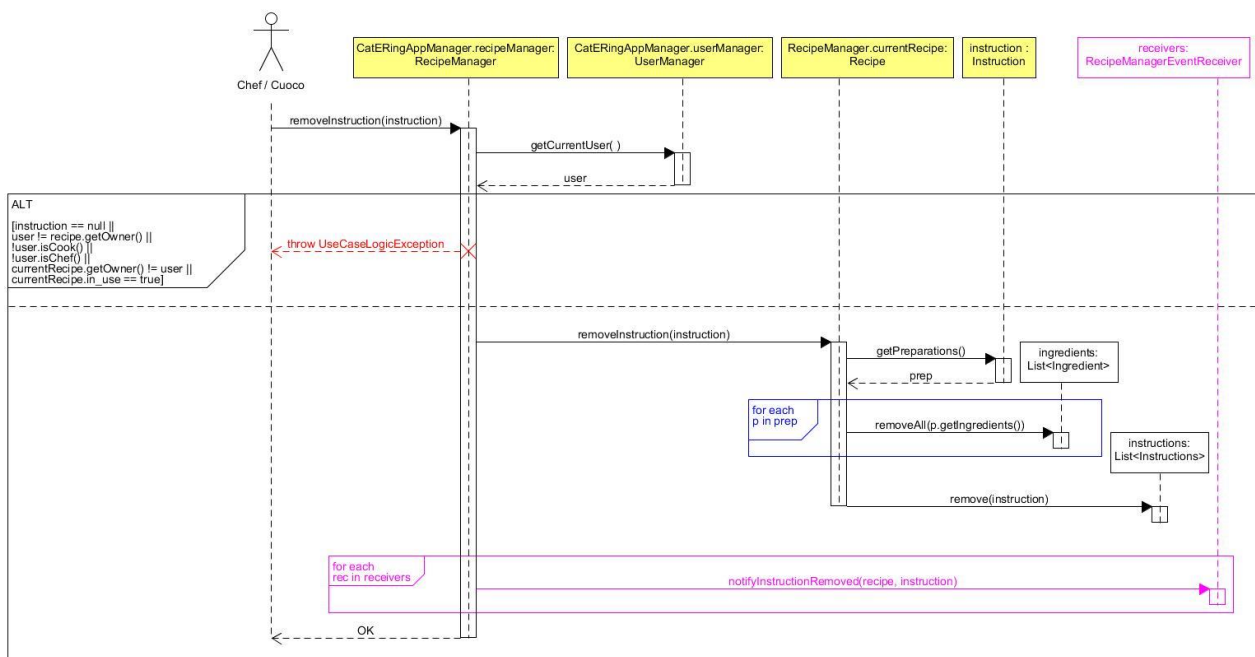 CatERingAppManager.recipeManager:
RecipeManager
CatERingAppManager.userManager:
UserManager
RecipeManager.currentRecipe:
Recipe
instruction :
Instruction
receivers:
RecipeManagerEventReceiver
Chef / Cuoco
removeInstruction(instruction)
getCurrentUser( )
user
ALT
[instruction == null ||
user != recipe.getOwner() ||
!user.isCook() ||
!user.isChef() ||
currentRecipe.getOwner() != user ||
currentRecipe.in_use == true]
throw UseCaseLogicException
removeInstruction(instruction)
getPreparations()
prep
ingredients:
List<Ingredient>
for each
p in prep
removeAll(p.getIngredients())
instructions:
List<Instructions>
remove(instruction)
for each
rec in receivers
notifyInstructionRemoved(recipe, instruction)
OK